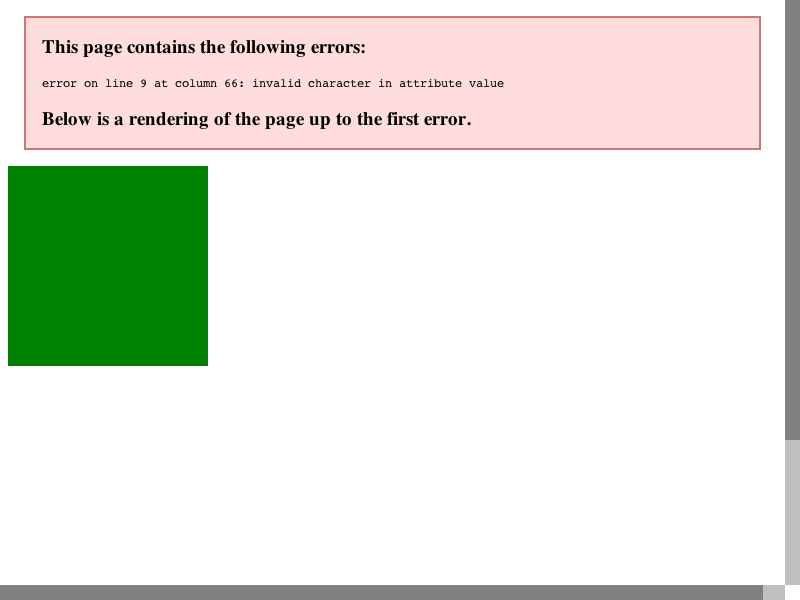 This page contains the following errors:
error on line 9 at column 66: invalid character in attribute value
Below is a rendering of the page up to the first error.